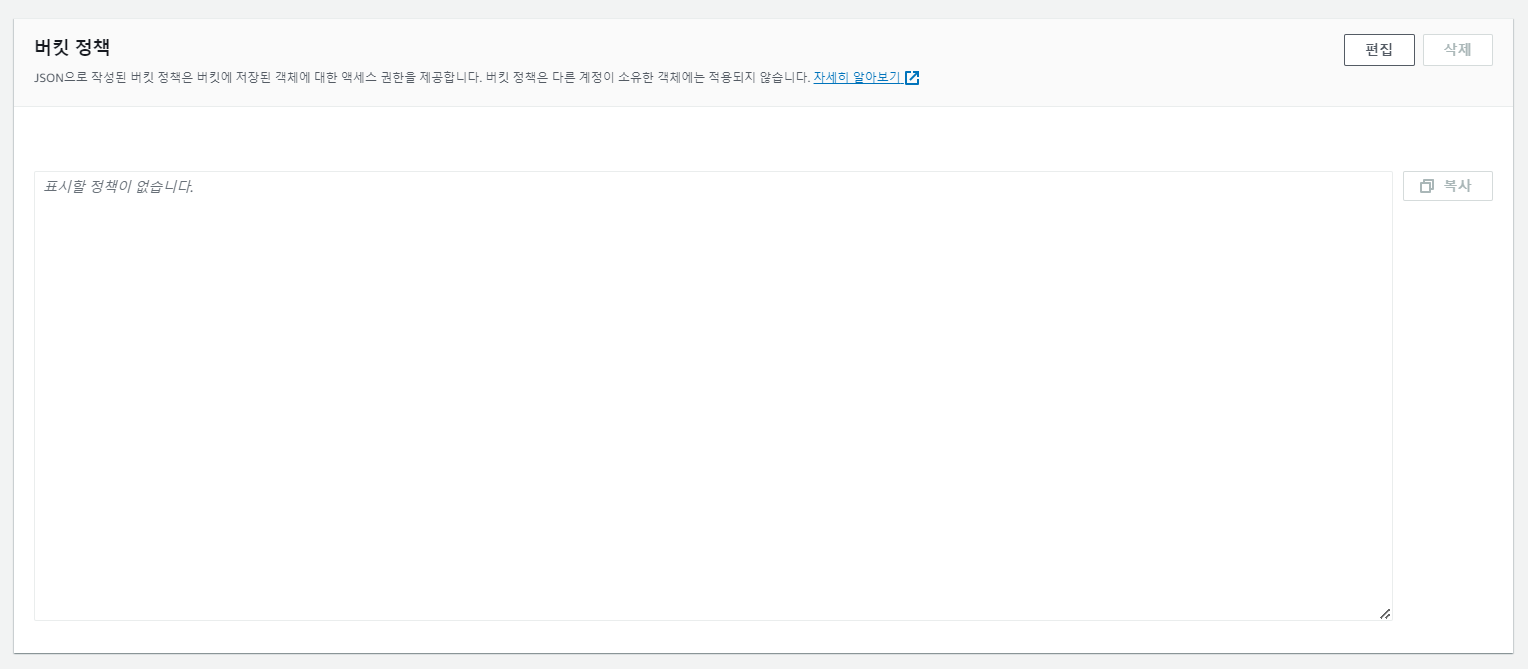 버킷 정책
편집
삭제
JSON으로 작성된 버킷 정책은 버킷에 저장된 객체에 대한 액세스 권한을 제공합니다. 버킷 정책은 다른 계정이 소유한 객체에는 적용되지 않습니다. 자세히 알아보기
표시할 정책이 없습니다.
복사